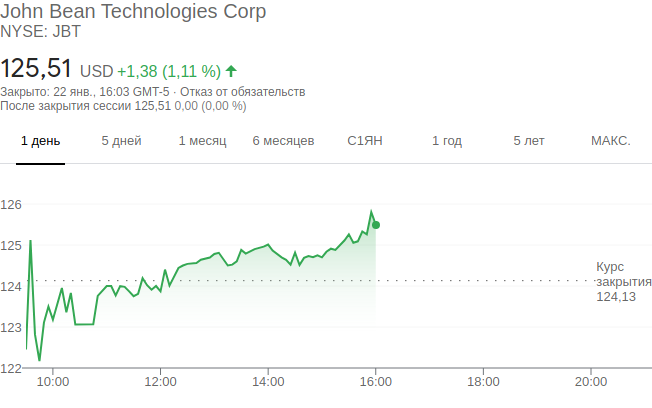 John Bean Technologies Corp
NYSE: JBT
125,51 USD +1,38 (1,11 %)
Закрыто: 22 янв., 16:03 GMT-5 · Отказ от обязательств
После закрытия сессии 125,51 0,00 (0,00 %)
1 день 5 дней 1 месяц 6 месяцев С1ЯН 1 год 5 лет МАКС.
126
125
124
123
122
Курс
закрытия
124,13
10:00 12:00 14:00 16:00 18:00 20:00